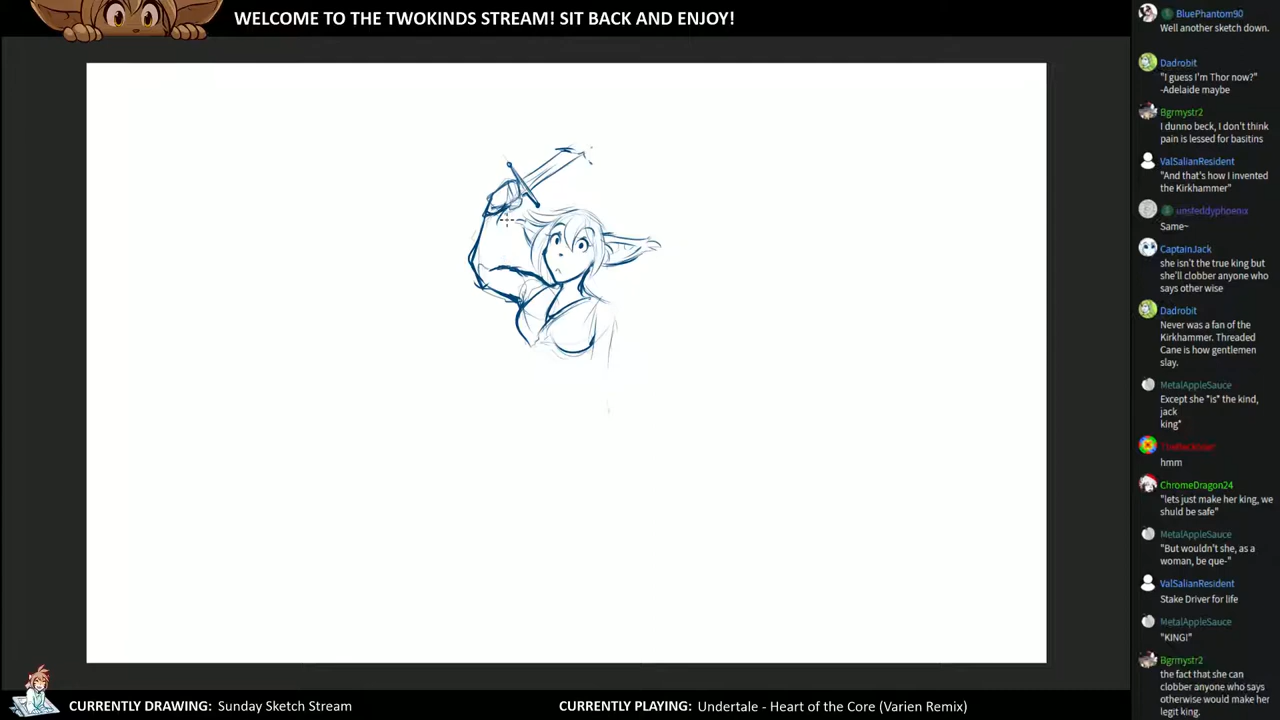 WELCOME TO THE TWOKINDS STREAM! SIT BACK AND ENJOY!
BluePhantom90
Well another sketch down.
Dadrobit
"I guess I'm Thor now?"
-Adelaide maybe
Bgrmystr2
I dunno beck, I don't think
pain is lessed for basitins
ValSalianResident
"And that's how I invented
the Kirkhammer"
unsteddyphoenix
Same~
CaptainJack
she isn't the true king but
she'll clobber anyone who
says other wise
Dadrobit
Never was a fan of the
Kirkhammer. Threaded
Cane is how gentlemen
slay.
MetalAppleSauce
Except she *is* the kind,
jack
king*
hmm
ChromeDragon24
"lets just make her king, we
shuld be safe"
MetalAppleSauce
"But wouldn't she, as a
woman, be que-"
ValSalianResident
Stake Driver for life
MetalAppleSauce
"KING!"
Bgrmystr2
the fact that she can
clobber anyone who says
otherwise would make her
legit king.
CURRENTLY DRAWING: Sunday Sketch Stream
CURRENTLY PLAYING: Undertale - Heart of the Core (Varien Remix)